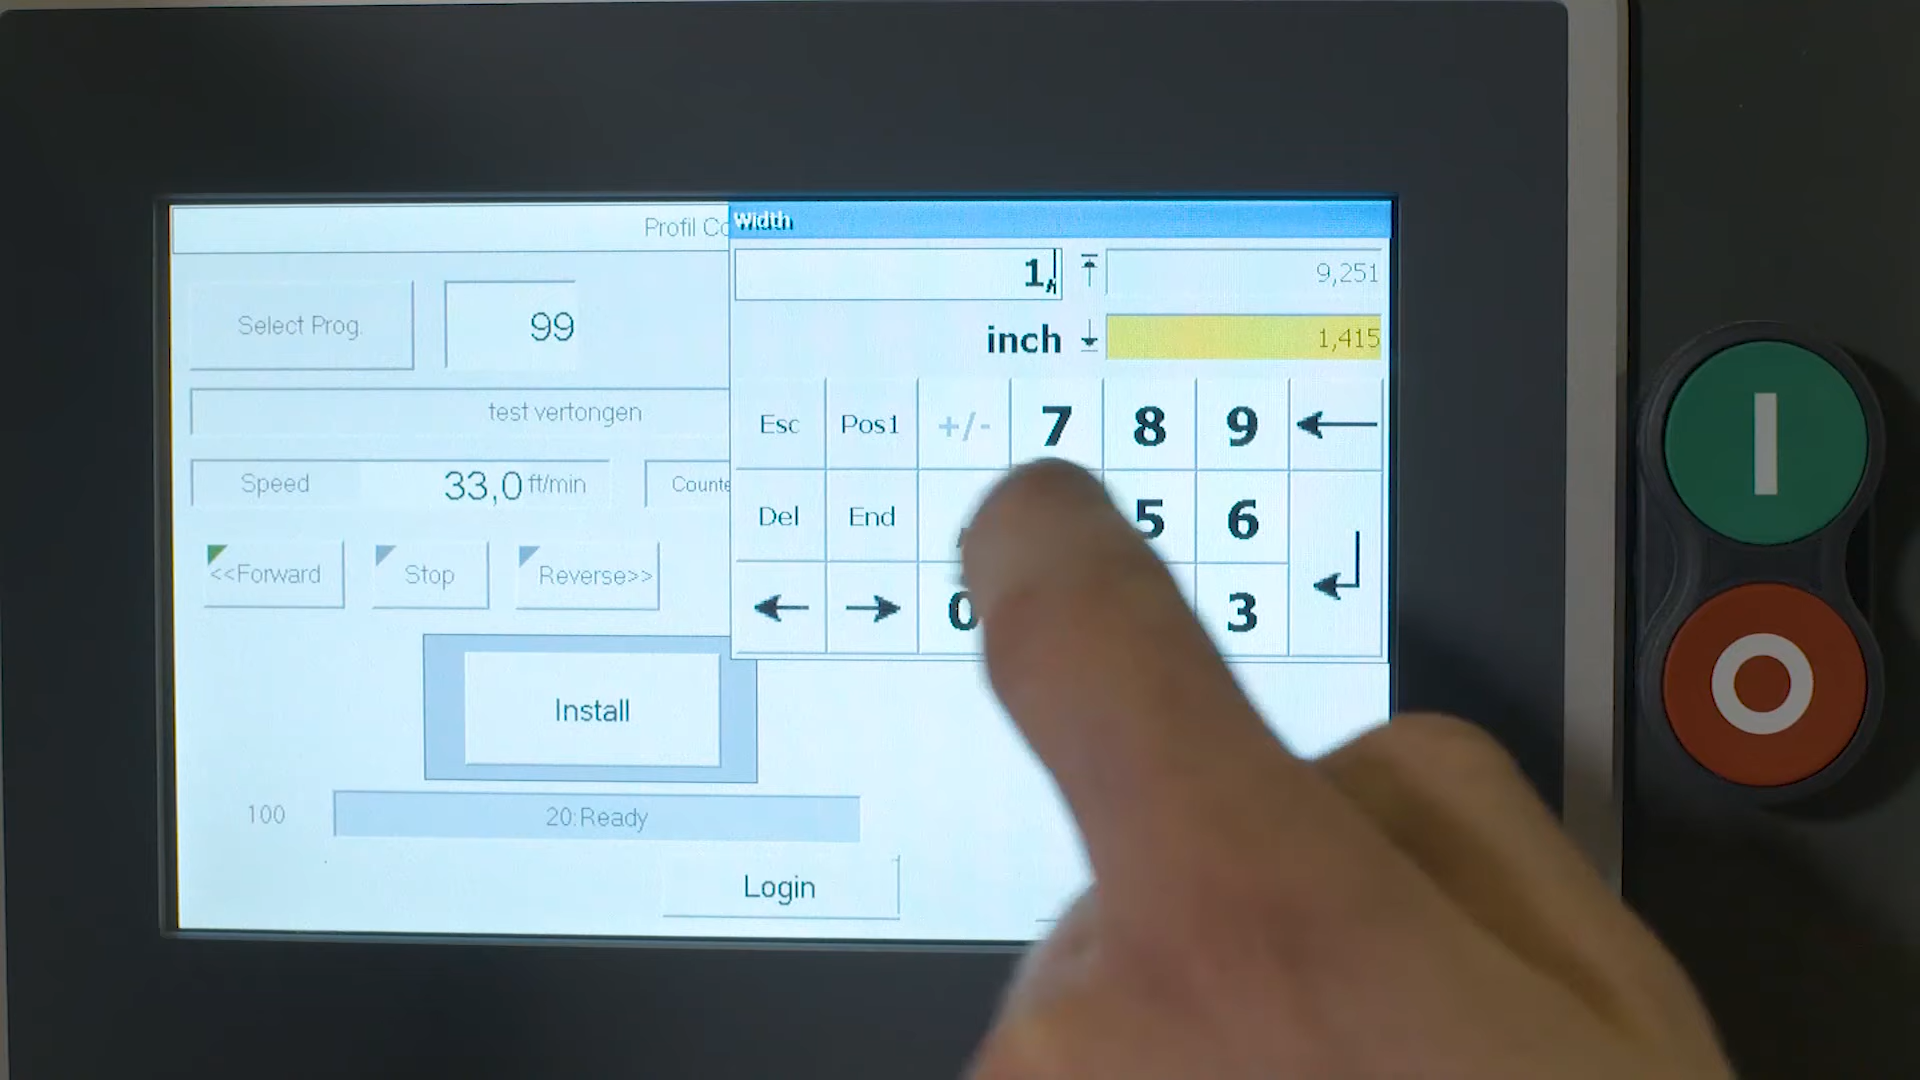 Profil Co
Width
1,
9,251
Select Prog.
99
inch
1,415
test vertongen
Esc Pos1 +/- 7 8 9
Speed
33,0 ft/min
Counte
Del End 5 6
<<Forward
Stop
Reverse>>
0 3
Install
100
20:Ready
Login